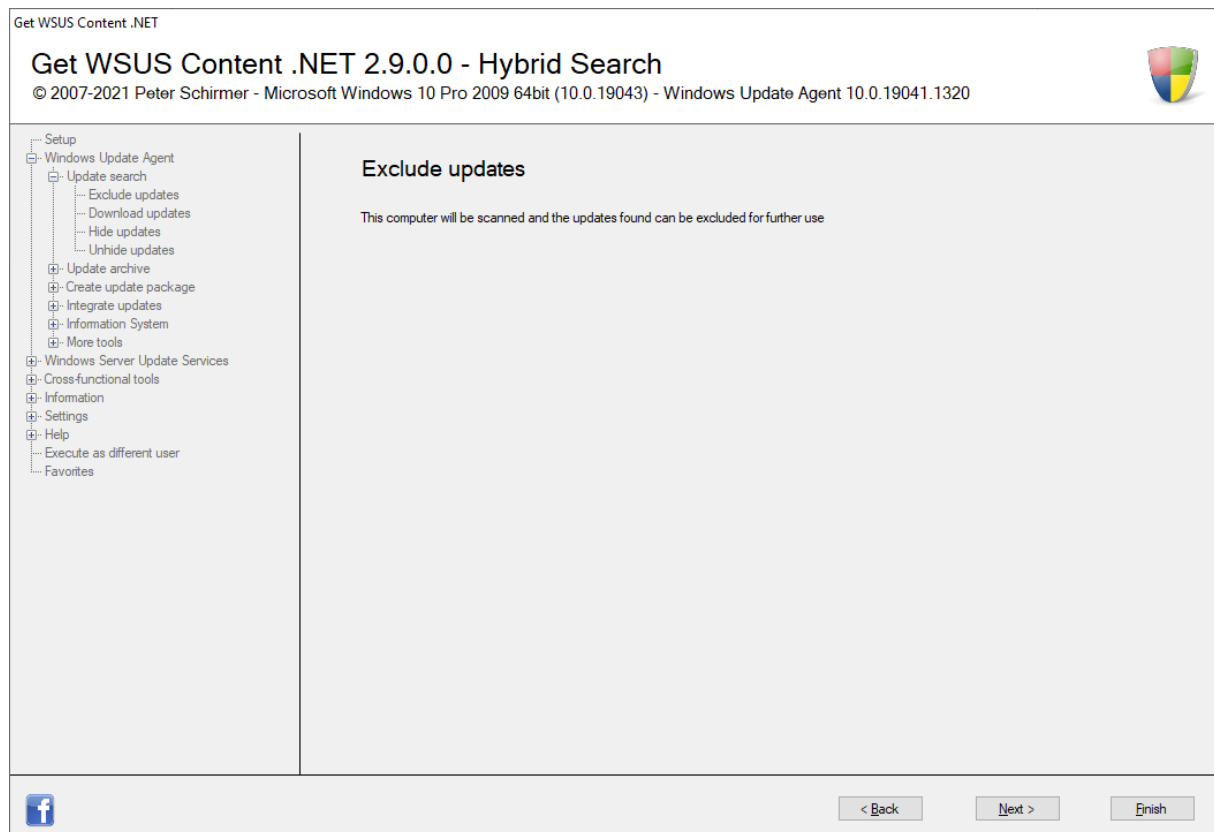 Get WSUS Content .NET
Get WSUS Content .NET 2.9.0.0 - Hybrid Search
© 2007-2021 Peter Schirmer - Microsoft Windows 10 Pro 2009 64bit (10.0.19043) - Windows Update Agent 10.0.19041.1320
Setup
Windows Update Agent
Update search
Exclude updates
Download updates
Hide updates
Unhide updates
Update archive
Create update package
Integrate updates
Information System
More tools
Windows Server Update Services
Cross-functional tools
Information
Settings
Help
Execute as different user
Favorites
Exclude updates
This computer will be scanned and the updates found can be excluded for further use
f
< Back
Next >
Finish